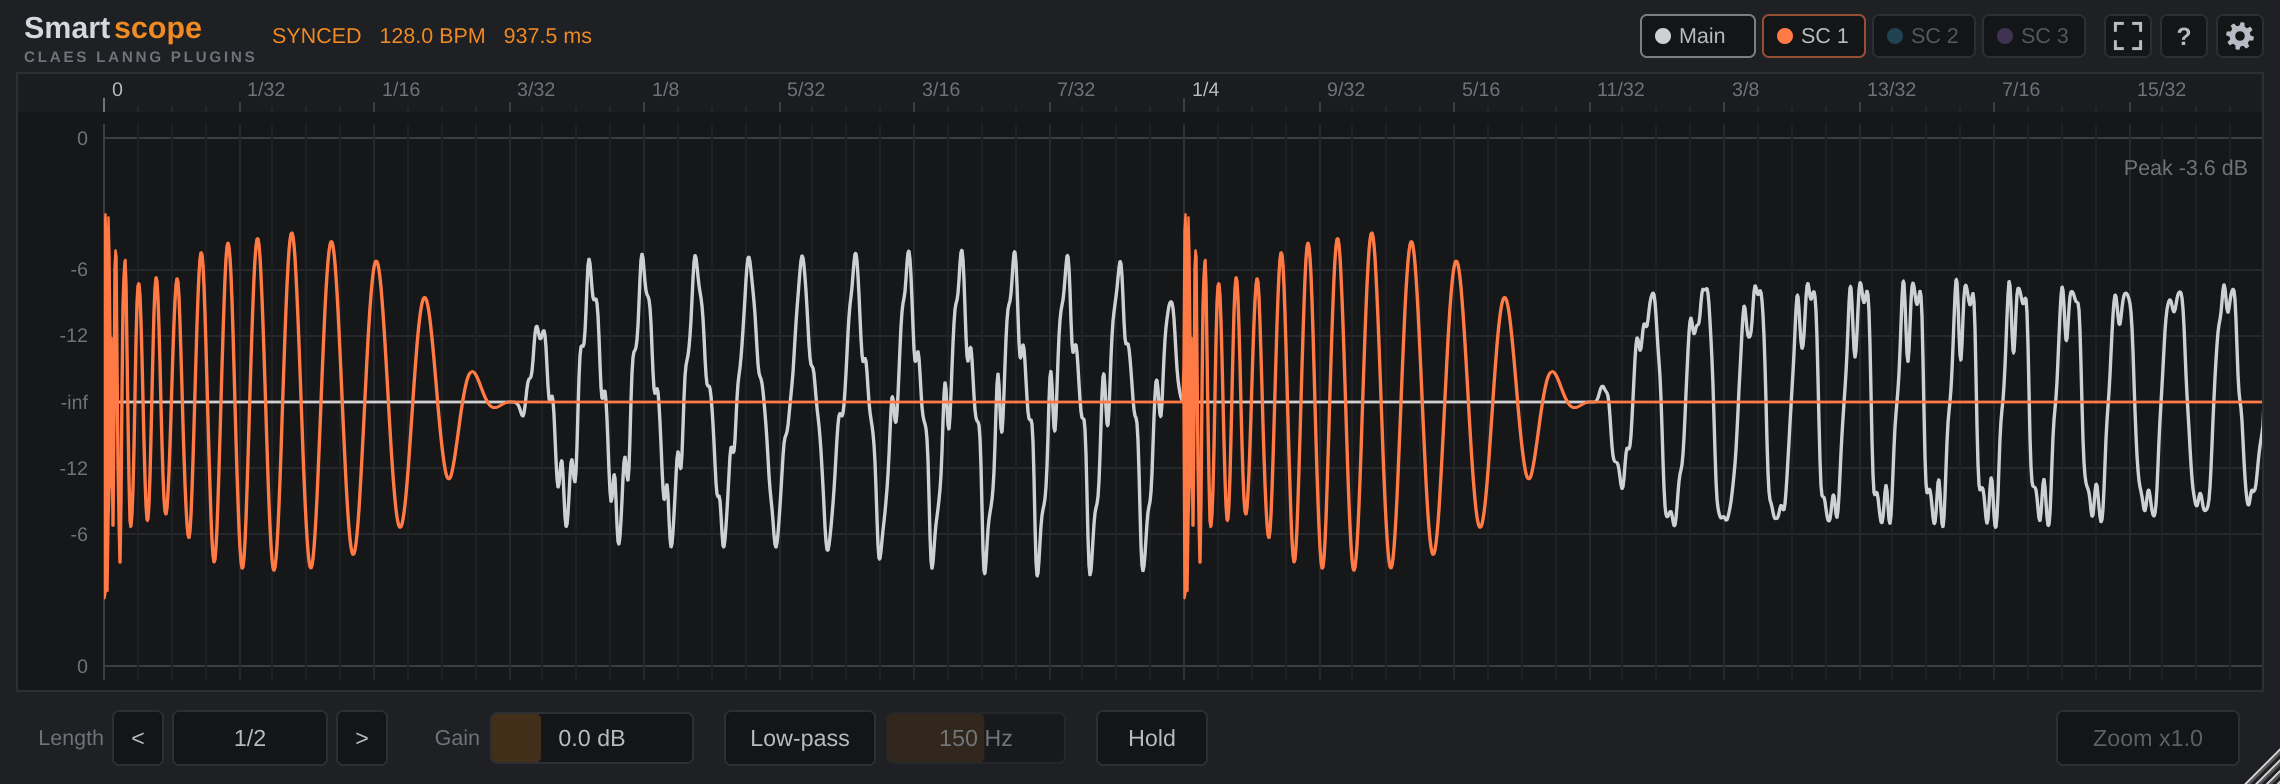 Smart scope
CLAES LANNG PLUGINS
SYNCED 128.0 BPM 937.5 ms
Main SC 1 SC 2 SC 3 ?
0 1/32 1/16 3/32 1/8 5/32 3/16 7/32 1/4 9/32 5/16 11/32 3/8 13/32 7/16 15/32
0
Peak -3.6 dB
-6
-12
-inf
-12
-6
0
Length < 1/2 > Gain 0.0 dB Low-pass 150 Hz Hold Zoom x1.0